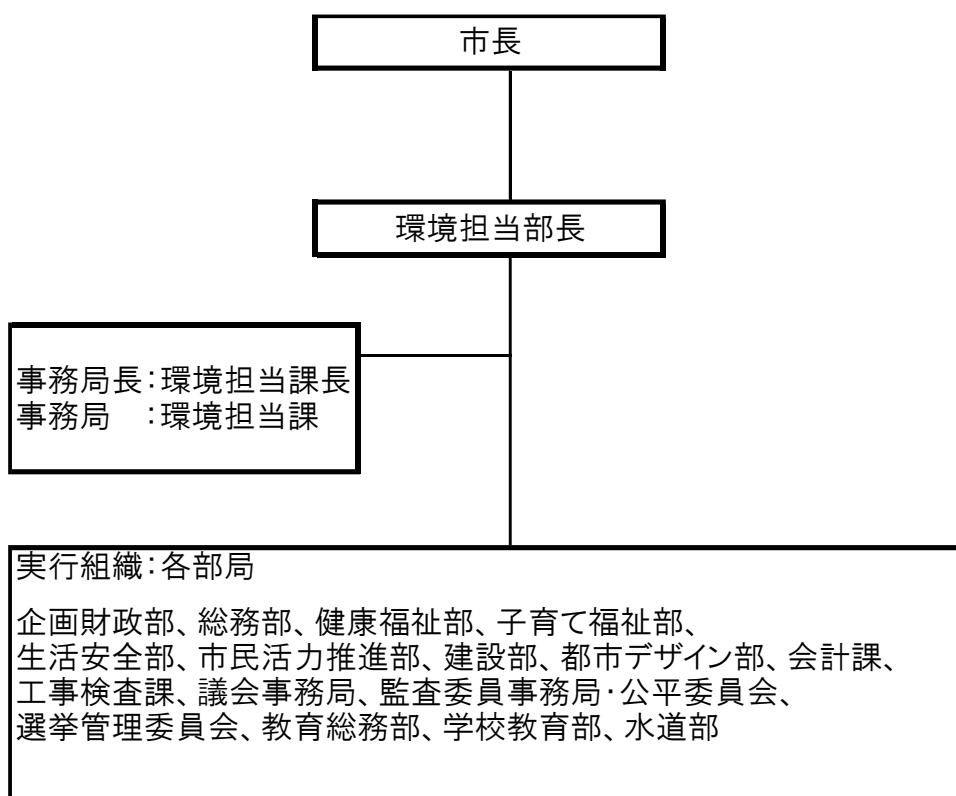 市長
環境担当部長
事務局長：環境担当課長
事務局　：環境担当課
実行組織：各部局
企画財政部、総務部、健康福祉部、子育て福祉部、
生活安全部、市民活力推進部、建設部、都市デザイン部、会計課、
工事検査課、議会事務局、監査委員事務局・公平委員会、
選挙管理委員会、教育総務部、学校教育部、水道部